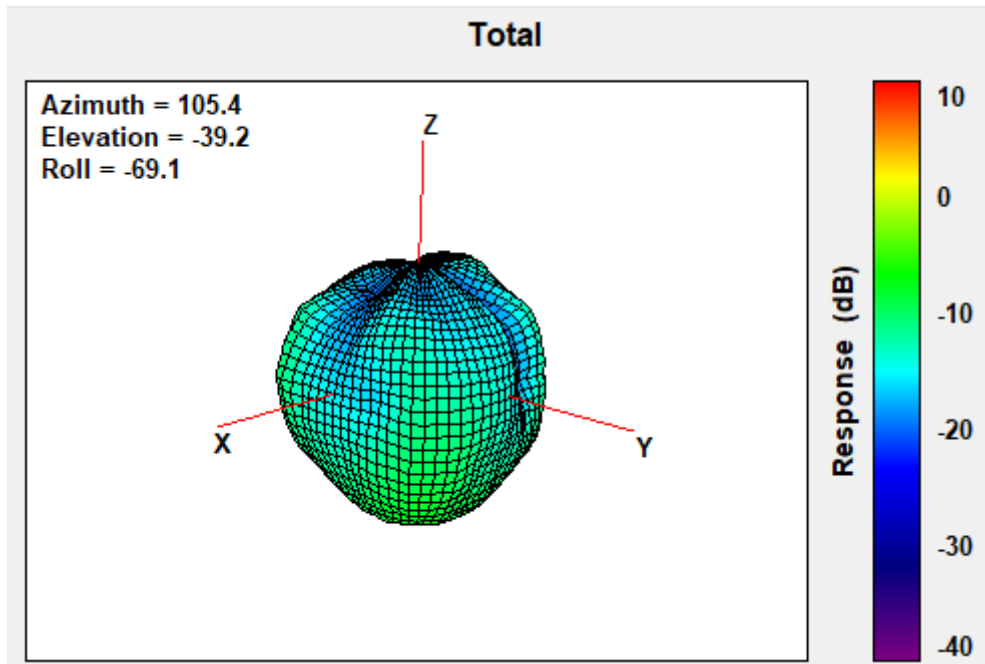 Total
Azimuth = 105.4
Elevation = -39.2
Roll = -69.1
Z
X
Y
10
0
-10
-20
-30
-40
Response (dB)